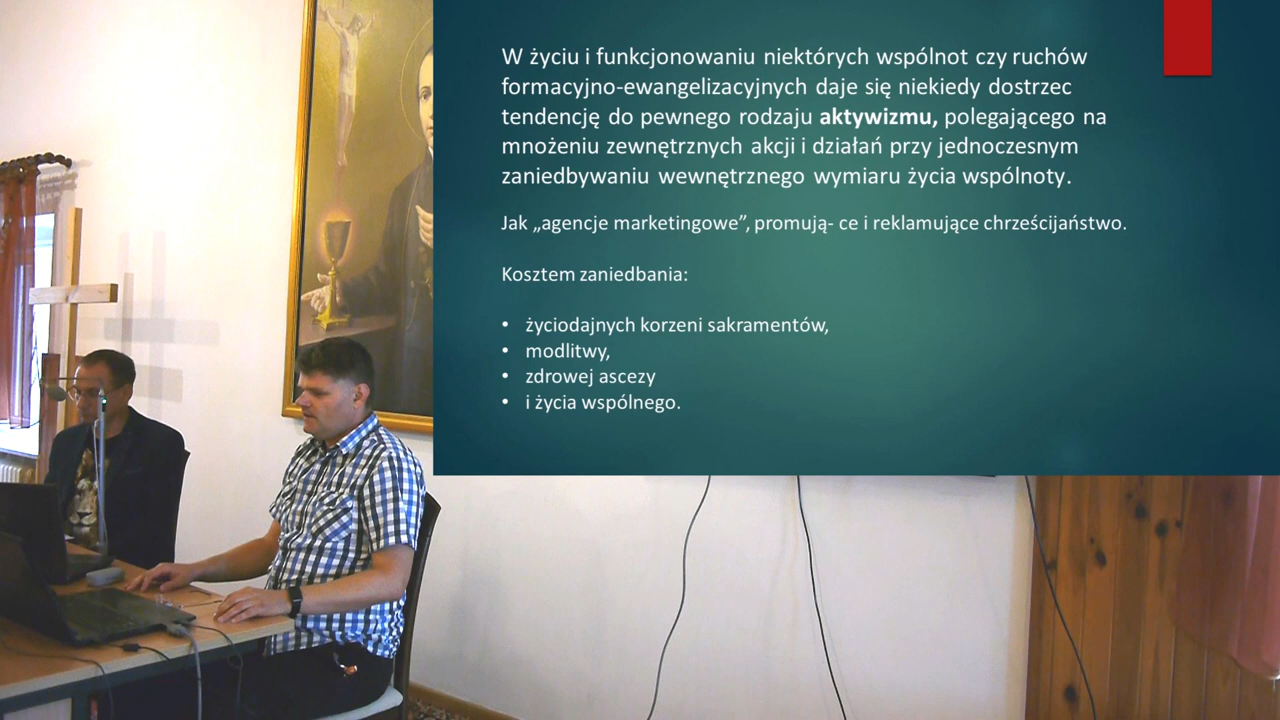 W życiu i funkcjonowaniu niektórych wspólnot czy ruchów
formacyjno-ewangelizacyjnych daje się niekiedy dostrzec
tendencję do pewnego rodzaju aktywizmu, polegającego na
mnożeniu zewnętrznych akcji i działań przy jednoczesnym
zaniedbywaniu wewnętrznego wymiaru życia wspólnoty.
Jak „agencje marketingowe”, promują- ce i reklamujące chrześcijaństwo.
Kosztem zaniedbania:
• życiodajnych korzeni sakramentów,
• modlitwy,
• zdrowej ascezy
• i życia wspólnego.